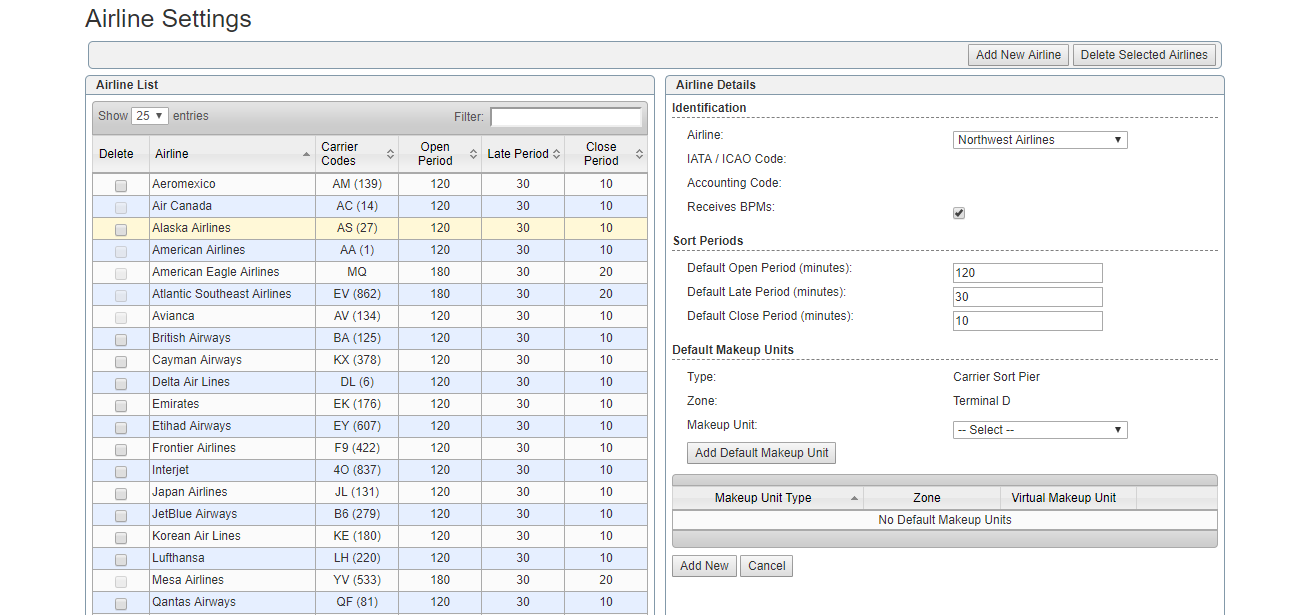 Airline Settings
Add New Airline Delete Selected Airlines
Airline List
Show 25 entries Filter:
Delete Airline Carrier Codes Open Period Late Period Close Period
Aeromexico AM (139) 120 30 10
Air Canada AC (14) 120 30 10
Alaska Airlines AS (27) 120 30 10
American Airlines AA (1) 120 30 10
American Eagle Airlines MQ 180 30 20
Atlantic Southeast Airlines EV (862) 180 30 20
Avianca AV (134) 120 30 10
British Airways BA (125) 120 30 10
Cayman Airways KX (378) 120 30 10
Delta Air Lines DL (6) 120 30 10
Emirates EK (176) 120 30 10
Etihad Airways EY (607) 120 30 10
Frontier Airlines F9 (422) 120 30 10
Interjet 4O (837) 120 30 10
Japan Airlines JL (131) 120 30 10
JetBlue Airways B6 (279) 120 30 10
Korean Air Lines KE (180) 120 30 10
Lufthansa LH (220) 120 30 10
Mesa Airlines YV (533) 180 30 20
Qantas Airways QF (81) 120 30 10
Airline Details
Identification
Airline: Northwest Airlines
IATA / ICAO Code:
Accounting Code:
Receives BPMs:
Sort Periods
Default Open Period (minutes): 120
Default Late Period (minutes): 30
Default Close Period (minutes): 10
Default Makeup Units
Type: Carrier Sort Pier
Zone: Terminal D
Makeup Unit: -- Select --
Add Default Makeup Unit
Makeup Unit Type Zone Virtual Makeup Unit
No Default Makeup Units
Add New Cancel